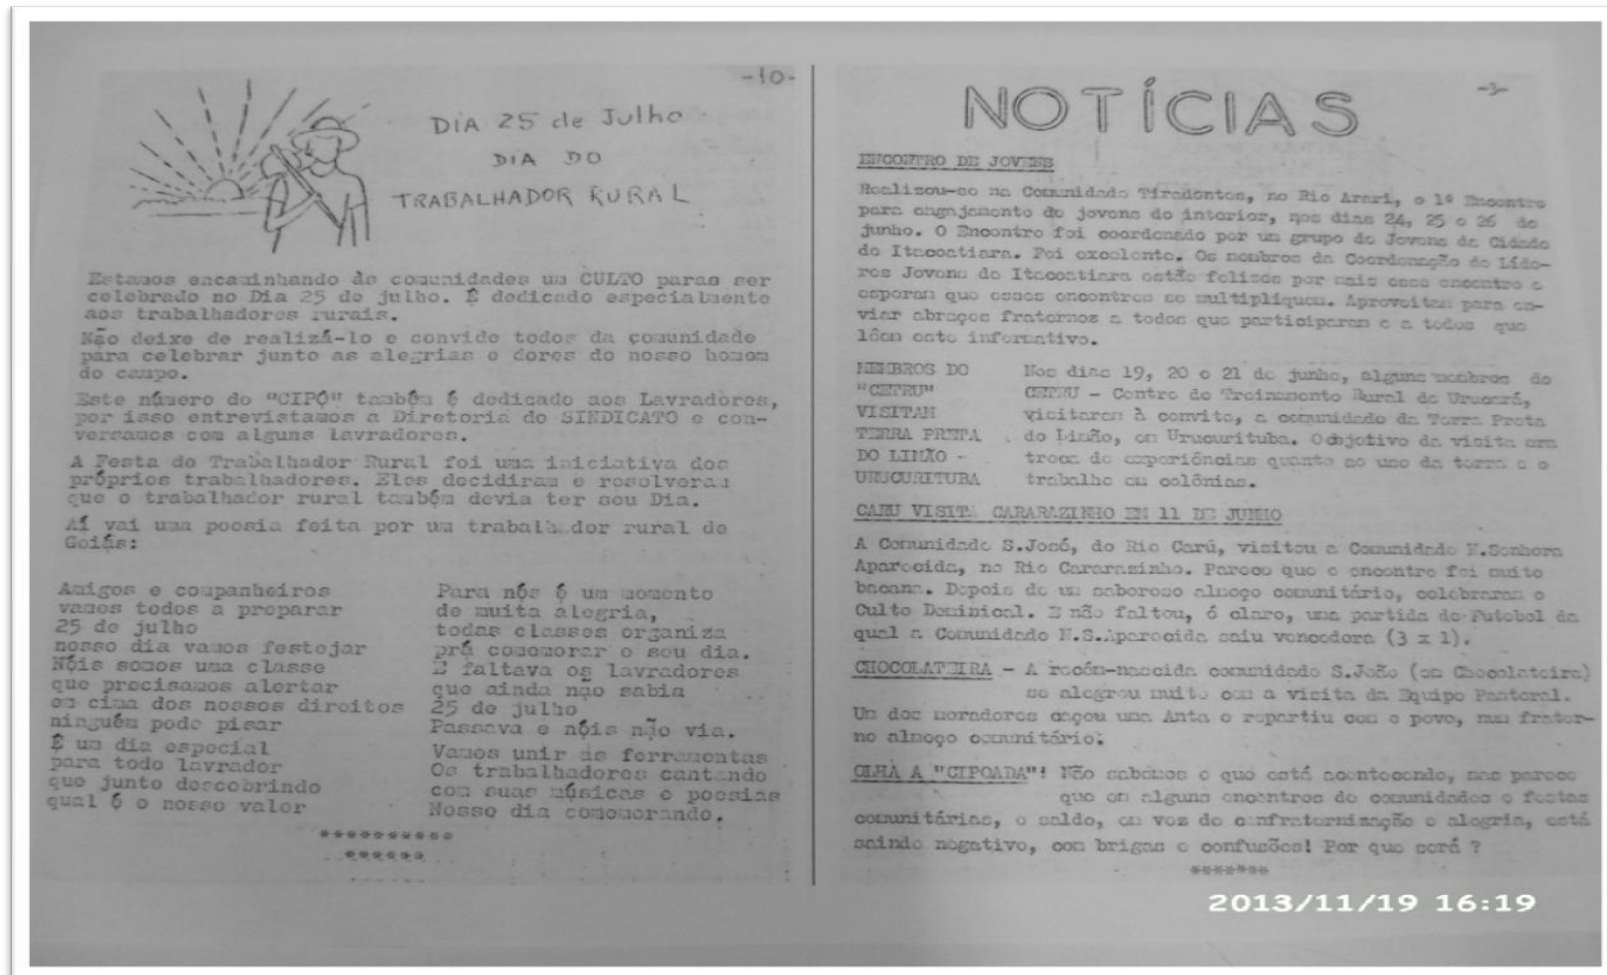 -10-
DIA 25 de Julho
DIA DO
TRABALHADOR RURAL
Estamos encaminhando às comunidades um CULTO paras ser
celebrado no Dia 25 de julho. É dedicado especialmente
aos trabalhadores rurais.
Não deixe de realizá-lo e convide todos da comunidade
para celebrar junto as alegrias e dores do nosso homem
do campo.
Este número do "CIPÓ" também é dedicado aos Lavradores,
por isso entrevistamos a Diretoria do SINDICATO e con-
versamos com alguns lavradores.
A Festa do Trabalhador Rural foi uma iniciativa dos
próprios trabalhadores. Eles decidiram e resolveram
que o trabalhador rural também devia ter seu Dia.
Aí vai uma poesia feita por um trabalhador rural de
Goiás:
Amigos e companheiros
vamos todos a preparar
25 de julho
nosso dia vamos festejar
Nóis somos uma classe
que precisamos alertar
em cima dos nossos direitos
ninguém pode pisar
É um dia especial
para todo lavrador
que junto descobrindo
qual é o nosso valor
Para nós é um momento
de muita alegria,
todas classes organiza
prá comemorar o seu dia.
E faltava os lavradores
que ainda não sabia
25 de julho
Passava e nóis não via.
Vamos unir as ferramentas
Os trabalhadores cantando
com suas músicas e poesias
Nosso dia comemorando.
**********
******
-3-
NOTÍCIAS
ENCONTRO DE JOVENS
Realizou-se na Comunidade Tiradentes, no Rio Arari, o 1º Encontro
para engajamento de jovens do interior, nos dias 24, 25 e 26 de
junho. O Encontro foi coordenado por um grupo de Jovens da Cidade
de Itacoatiara. Foi excelente. Os membros da Coordenação de Líde-
res Jovens de Itacoatiara estão felises por mais esse encontro e
esperam que esses encontros se multipliquem. Aproveitam para en-
viar abraços fraternos a todos que participaram e a todos que
lêem este informativo.
MEMBROS DO
"CETRU"
VISITAM
TERRA PRETA
DO LIMÃO -
URUCURITUBA
Nos dias 19, 20 e 21 de junho, alguns membros do
CETRU - Centro de Treinamento Rural de Urucará,
visitaram à convite, a comunidade da Terra Preta
do Limão, em Urucurituba. O objetivo da visita era
troca de experiências quanto ao uso da terra e o
trabalho em colônias.
CARU VISIT. CARARAZINHO EM 11 DE JUNHO
A Comunidade S.José, do Rio Carú, visitou a Comunidade N.Senhora
Aparecida, no Rio Cararazinho. Parece que o encontro foi muito
bacana. Depois de um saboroso almoço comunitário, celebraram o
Culto Dominical. E não faltou, é claro, uma partida de Futebol da
qual a Comunidade N.S.Aparecida saiu vencedora (3 x 1).
CHOCOLATEIRA - A recém-nascida comunidade S.João (em Chocolateira)
se alegrou muito com a visita da Equipe Pastoral.
Um dos moradores caçou uma Anta e repartiu com o povo, num frater-
no almoço comunitário.
OLHA A "CIPOADA"! Não sabemos o que está acontecendo, mas parece
que em alguns encontros de comunidades e festas
comunitárias, o saldo, em vez de confraternização e alegria, está
saindo negativo, com brigas e confusões! Por que será ?
*******
2013/11/19 16:19